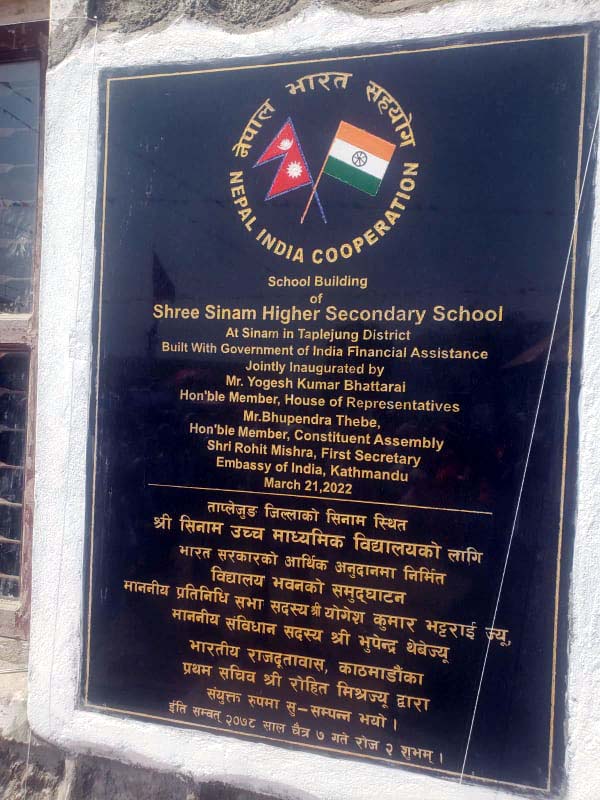 नेपाल भारत सहयोग
NEPAL INDIA COOPERATION
School Building
of
Shree Sinam Higher Secondary School
At Sinam in Taplejung District
Built With Government of India Financial Assistance
Jointly Inaugurated by
Mr. Yogesh Kumar Bhattarai
Hon'ble Member, House of Representatives
Mr.Bhupendra Thebe,
Hon'ble Member, Constituent Assembly
Shri Rohit Mishra, First Secretary
Embassy of India, Kathmandu
March 21,2022
ताप्लेजुङ जिल्लाको सिनाम स्थित
श्री सिनाम उच्च माध्यमिक विद्यालयको लागि
भारत सरकारको आर्थिक अनुदानमा निर्मित
विद्यालय भवनको समुद्घाटन
माननीय प्रतिनिधि सभा सदस्य श्री योगेश कुमार भट्टराई ज्यू,
माननीय संविधान सदस्य श्री भुपेन्द्र थेबेज्यू
भारतीय राजदूतावास, काठमाडौंका
प्रथम सचिव श्री रोहित मिश्रज्यू द्वारा
संयुक्त रुपमा सु-सम्पन्न भयो ।
ईति सम्वत् २०७८ साल चैत्र ७ गते रोज २ शुभम् ।